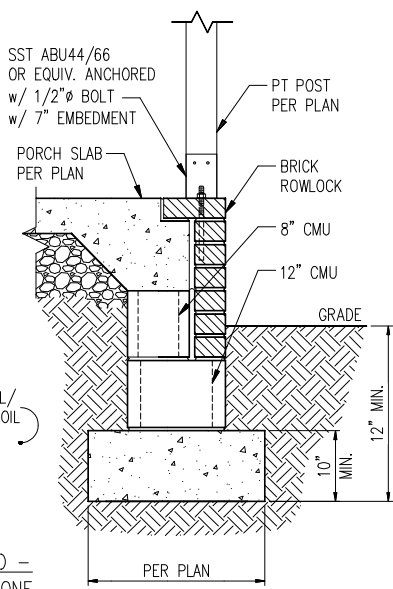 SST ABU44/66
OR EQUIV. ANCHORED
w/ 1/2"ø BOLT
w/ 7" EMBEDMENT
PT POST
PER PLAN
PORCH SLAB
PER PLAN
BRICK
ROWLOCK
8" CMU
12" CMU
GRADE
L/
OIL
12" MIN.
10"
MIN.
PER PLAN